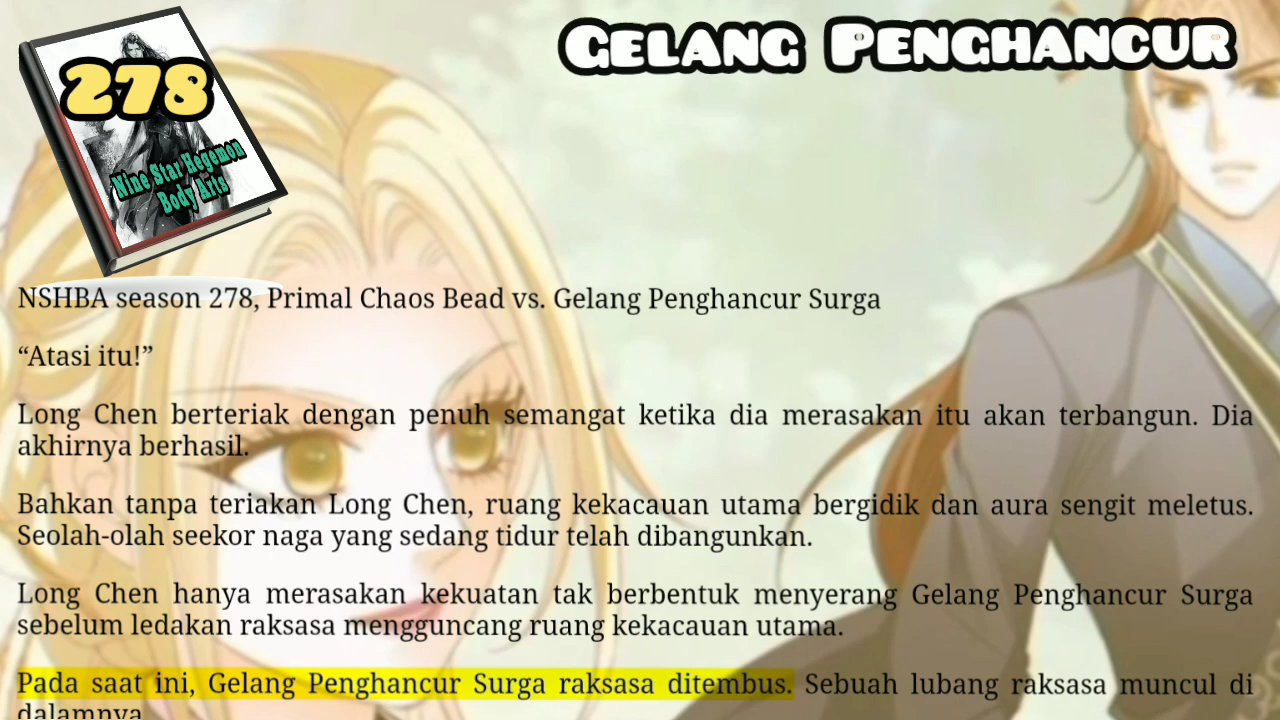 GELANG PENGHANCUR
278
Nine Star Hegemon
Body Arts
NSHBA season 278, Primal Chaos Bead vs. Gelang Penghancur Surga
“Atasi itu!”
Long Chen berteriak dengan penuh semangat ketika dia merasakan itu akan terbangun. Dia
akhirnya berhasil.
Bahkan tanpa teriakan Long Chen, ruang kekacauan utama bergidik dan aura sengit meletus.
Seolah-olah seekor naga yang sedang tidur telah dibangunkan.
Long Chen hanya merasakan kekuatan tak berbentuk menyerang Gelang Penghancur Surga
sebelum ledakan raksasa mengguncang ruang kekacauan utama.
Pada saat ini, Gelang Penghancur Surga raksasa ditembus. Sebuah lubang raksasa muncul di
dalamnya.